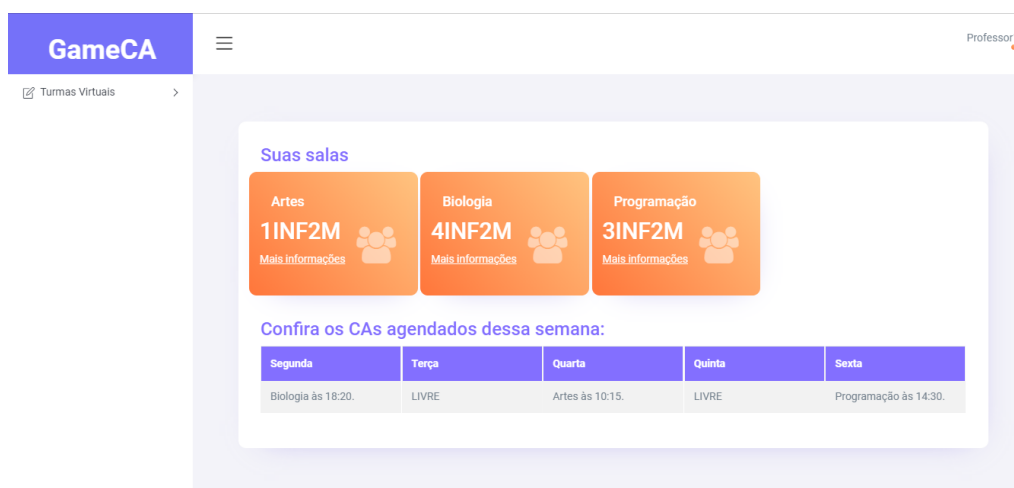 GameCA
Professor
Turmas Virtuais
Suas salas
Artes Biologia Programação
1INF2M 4INF2M 3INF2M
Mais informações Mais informações Mais informações
Confira os CAs agendados dessa semana:
Segunda Terça Quarta Quinta Sexta
Biologia às 18:20. LIVRE Artes às 10:15. LIVRE Programação às 14:30.